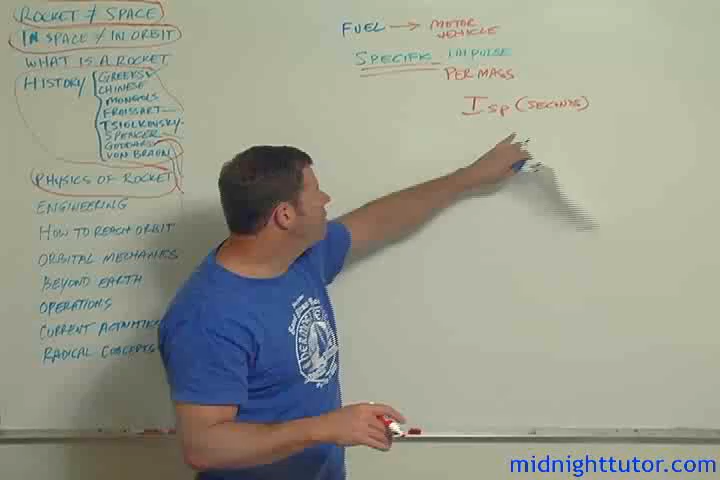 ROCKET ≠ SPACE
IN SPACE ≠ IN ORBIT
WHAT IS A ROCKET
HISTORY
GREEKS
CHINESE
MONGOLS
FROISSART
TSIOLKOVSKY
SPENCER
GODDARD
VON BRAUN
PHYSICS OF ROCKET
ENGINEERING
HOW TO REACH ORBIT
ORBITAL MECHANICS
BEYOND EARTH
OPERATIONS
CURRENT ACTIVITIES
RADICAL CONCEPTS
FUEL → MOTOR
VEHICLE
SPECIFIC IMPULSE
PER MASS
Isp (SECONDS)
midnighttutor.com